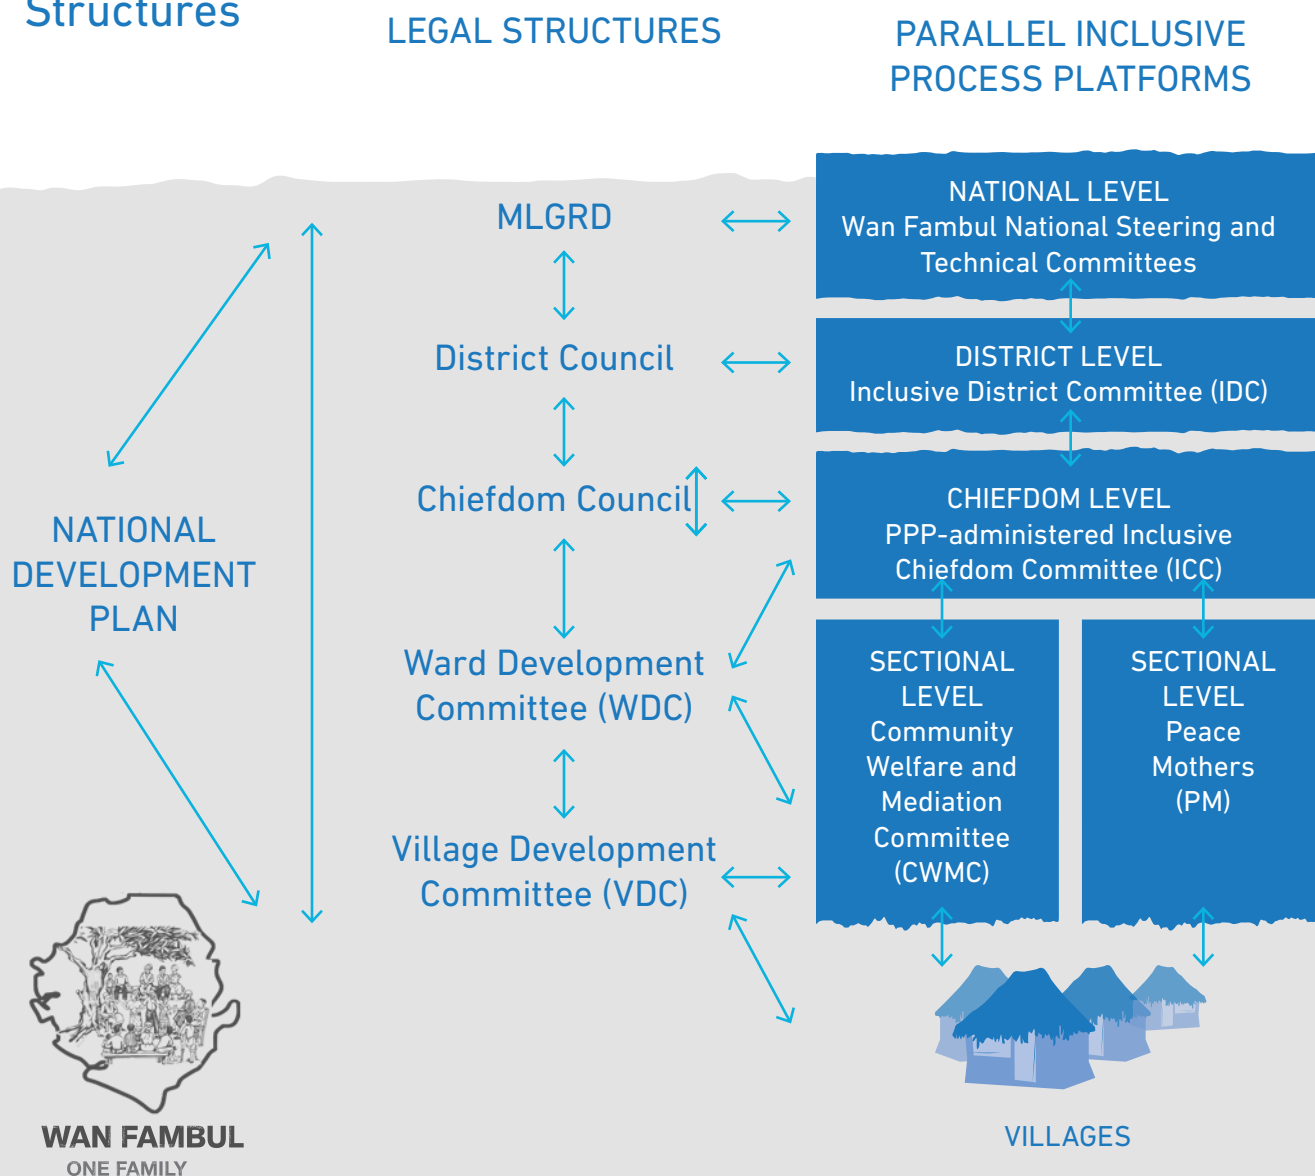 Structures
LEGAL STRUCTURES
PARALLEL INCLUSIVE
PROCESS PLATFORMS
NATIONAL
DEVELOPMENT
PLAN
MLGRD
District Council
Chiefdom Council
Ward Development
Committee (WDC)
Village Development
Committee (VDC)
NATIONAL LEVEL
Wan Fambul National Steering and
Technical Committees
DISTRICT LEVEL
Inclusive District Committee (IDC)
CHIEFDOM LEVEL
PPP-administered Inclusive
Chiefdom Committee (ICC)
SECTIONAL
LEVEL
Community
Welfare and
Mediation
Committee
(CWMC)
SECTIONAL
LEVEL
Peace
Mothers
(PM)
VILLAGES
WAN FAMBUL
ONE FAMILY